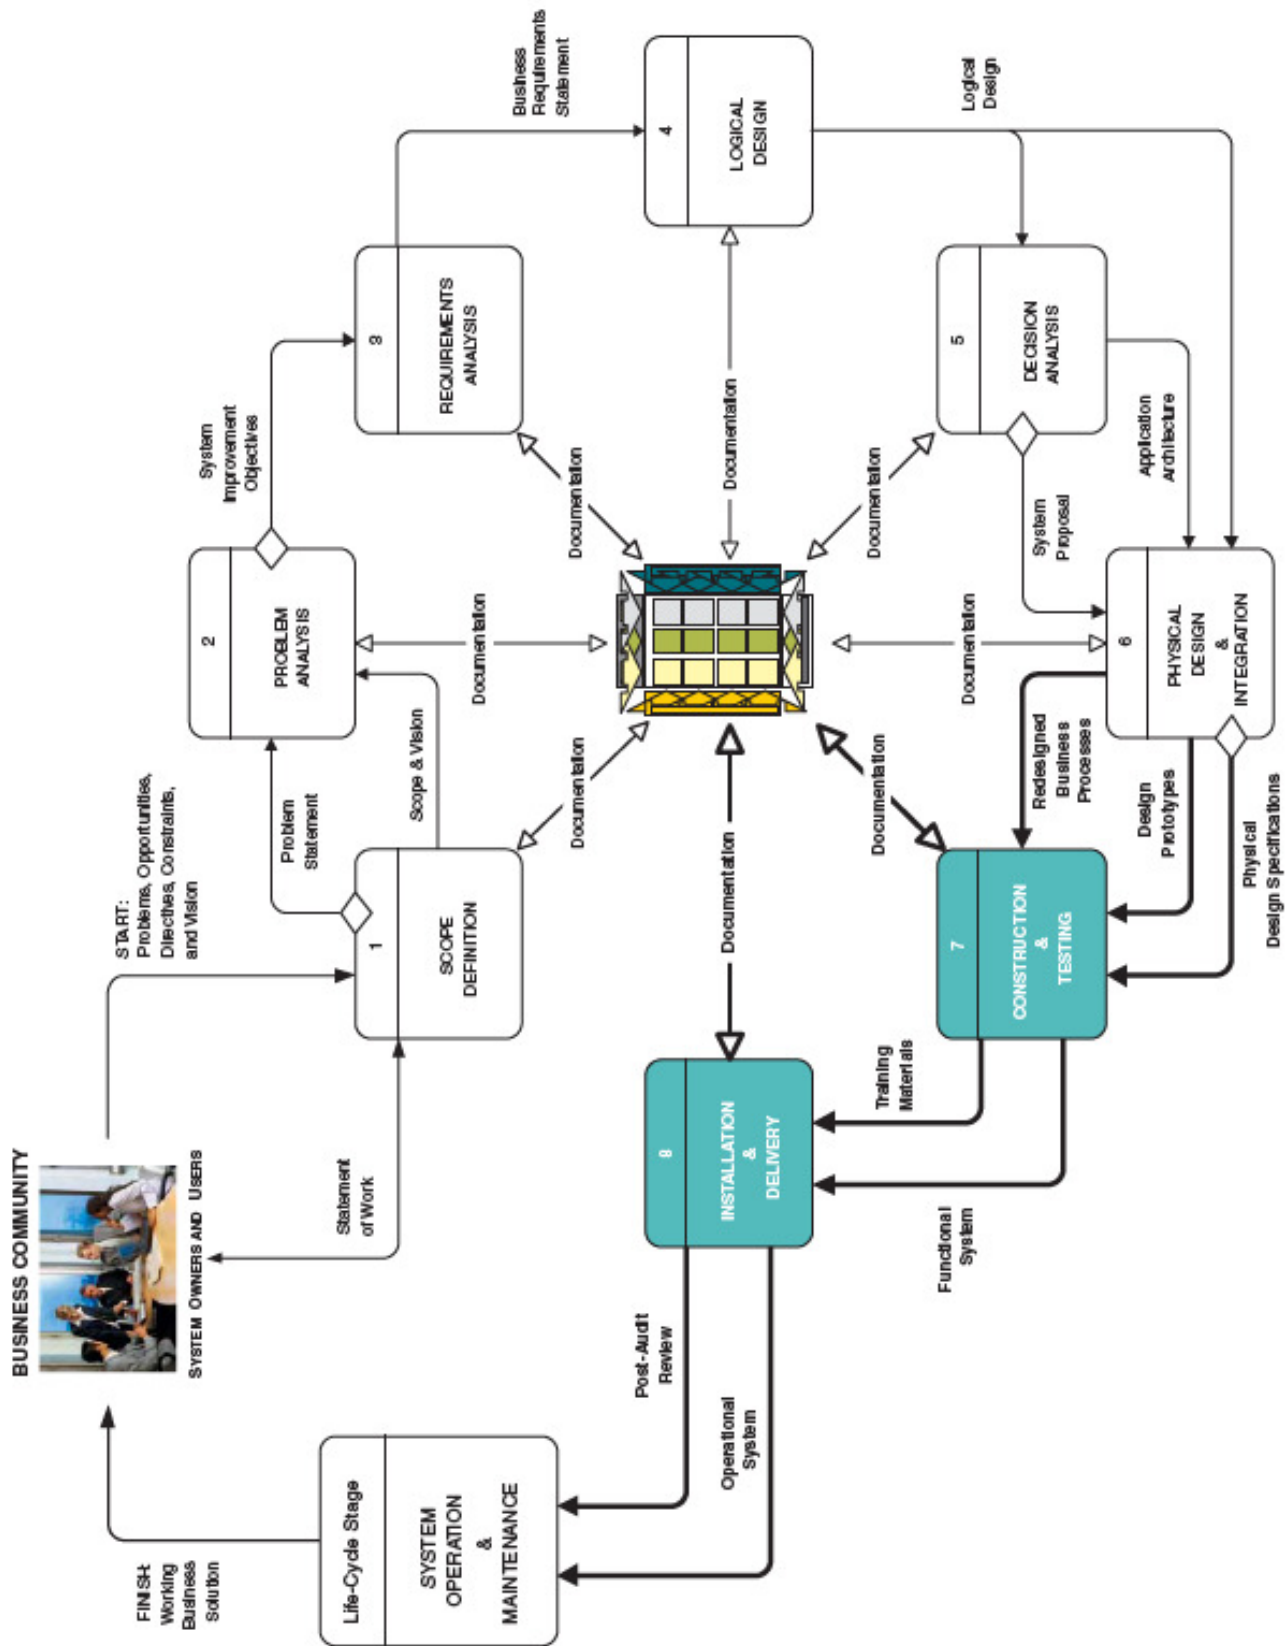 BUSINESS COMMUNITY
SYSTEM OWNERS AND USERS
FINISH:
Working
Business
Solution
START:
Problems, Opportunities,
Directives, Constraints,
and Vision
Statement
of Work
Life-Cycle Stage
SYSTEM
OPERATION
&
MAINTENANCE
1
SCOPE
DEFINITION
Problem
Statement
Scope & Vision
2
PROBLEM
ANALYSIS
System
Improvement
Objectives
3
REQUIREMENTS
ANALYSIS
Business
Requirements
Statement
4
LOGICAL
DESIGN
Logical
Design
5
DECISION
ANALYSIS
System
Proposal
Application
Architecture
6
PHYSICAL
DESIGN
&
INTEGRATION
Redesigned
Business
Processes
Design
Prototypes
Physical
Design Specifications
7
CONSTRUCTION
&
TESTING
Training
Materials
Functional
System
8
INSTALLATION
&
DELIVERY
Post-Audit
Review
Operational
System
Documentation
Documentation
Documentation
Documentation
Documentation
Documentation
Documentation
Documentation